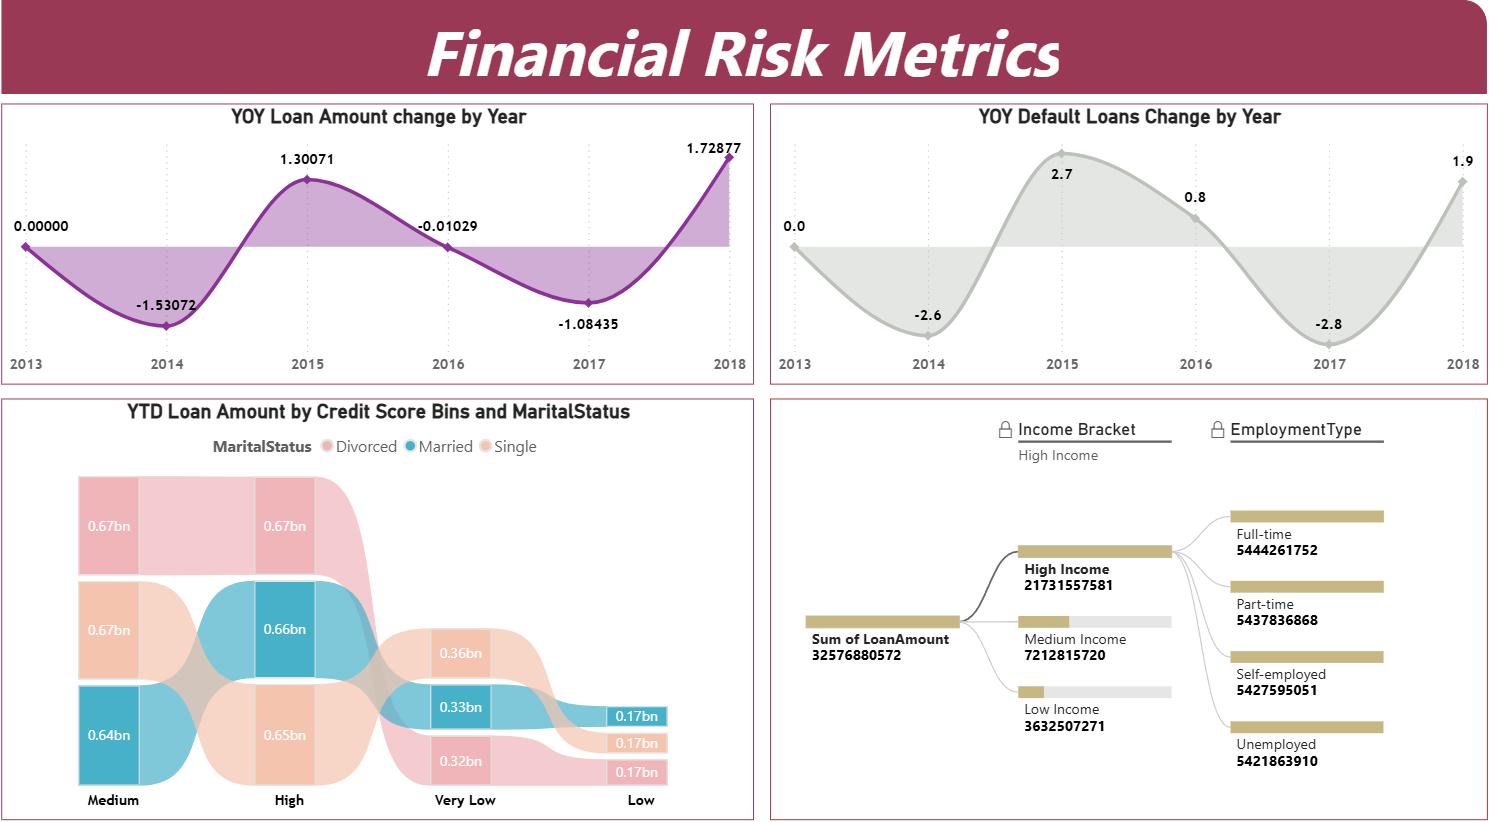 Financial Risk Metrics
YOY Loan Amount change by Year
0.00000
-1.53072
1.30071
-0.01029
-1.08435
1.72877
2013 2014 2015 2016 2017 2018
YOY Default Loans Change by Year
0.0
-2.6
2.7
0.8
-2.8
1.9
2013 2014 2015 2016 2017 2018
YTD Loan Amount by Credit Score Bins and MaritalStatus
MaritalStatus Divorced Married Single
0.67bn
0.67bn
0.64bn
0.67bn
0.66bn
0.65bn
0.36bn
0.33bn
0.32bn
0.17bn
0.17bn
0.17bn
Medium High Very Low Low
Income Bracket
High Income
EmploymentType
Sum of LoanAmount
32576880572
High Income
21731557581
Medium Income
7212815720
Low Income
3632507271
Full-time
5444261752
Part-time
5437836868
Self-employed
5427595051
Unemployed
5421863910